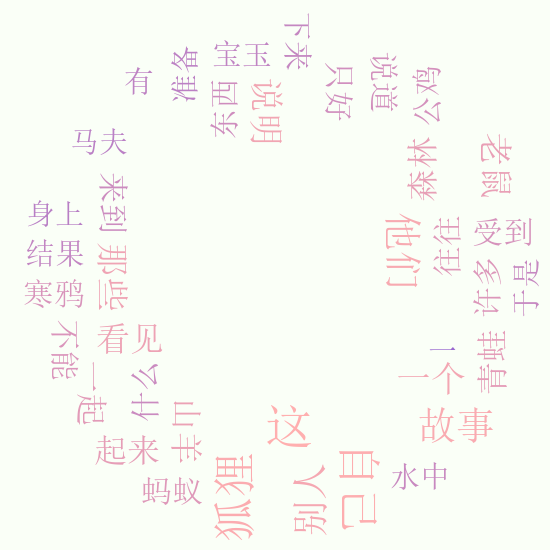 下来
宝玉
准备
有
说道
只好
公鸡
东西
说明
马夫
森林
老鼠
来到
身上
他们
往往
受到
结果
那些
许多
于是
寒鸦
不能
看见
一
青蛙
一起
什么
一个
山羊
这
故事
起来
狐狸
别人
自己
水中
蚂蚁